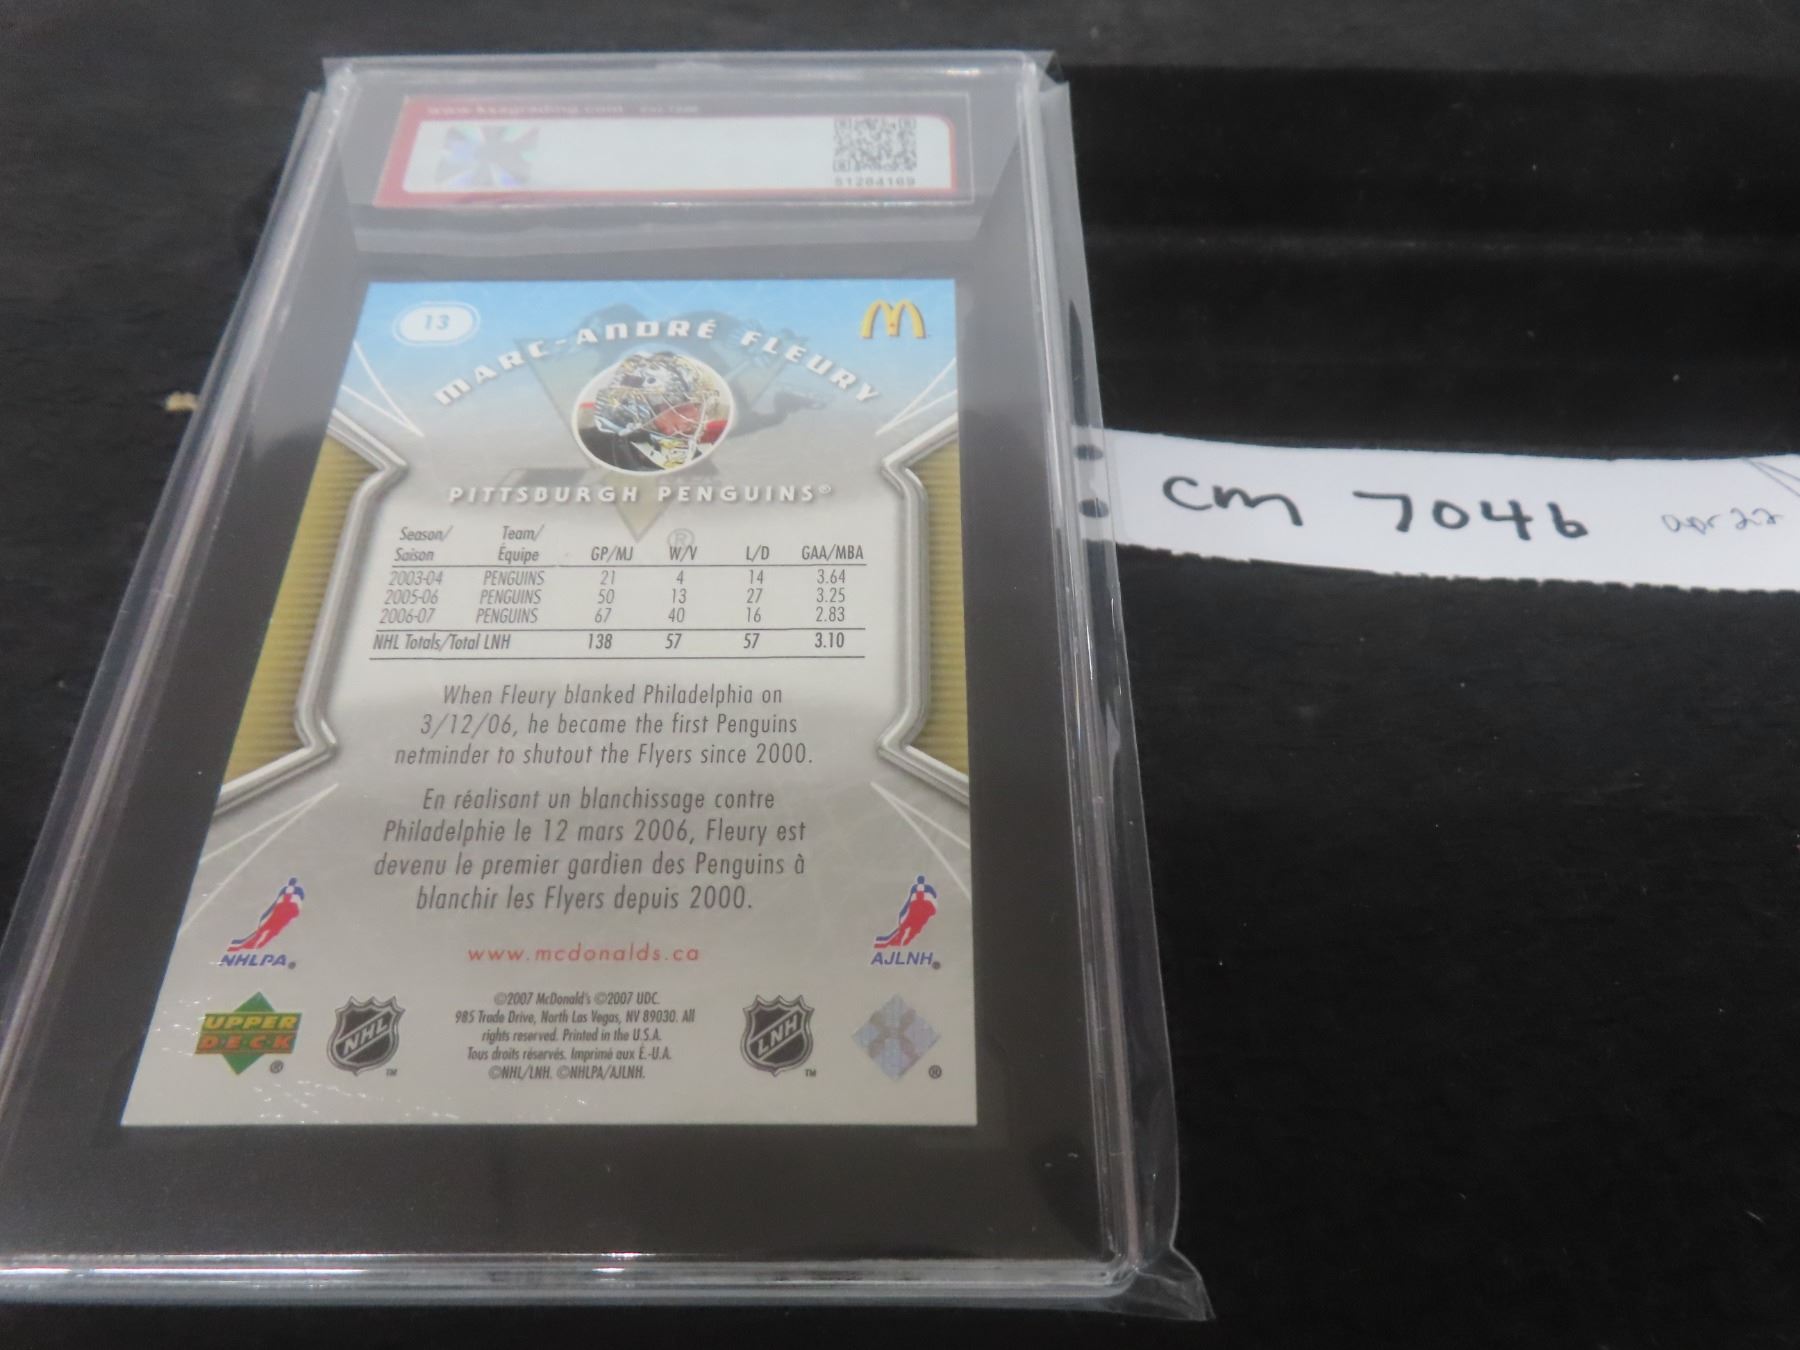 www.ksagrading.com
51264169
13
MARC-ANDRÉ FLEURY
PITTSBURGH PENGUINS®
Season/ Team/
Saison Équipe GP/MJ W/V L/D GAA/MBA
2003-04 PENGUINS 21 4 14 3.64
2005-06 PENGUINS 50 13 27 3.25
2006-07 PENGUINS 67 40 16 2.83
NHL Totals/Total LNH 138 57 57 3.10
When Fleury blanked Philadelphia on
3/12/06, he became the first Penguins
netminder to shutout the Flyers since 2000.
En réalisant un blanchissage contre
Philadelphie le 12 mars 2006, Fleury est
devenu le premier gardien des Penguins à
blanchir les Flyers depuis 2000.
NHLPA®
AJLNH®
www.mcdonalds.ca
UPPER
DECK ®
NHL TM
©2007 McDonald's ©2007 UDC.
985 Trade Drive, North Las Vegas, NV 89030. All
rights reserved. Printed in the U.S.A.
Tous droits réservés. Imprimé aux É.-U.A.
©NHL/LNH. ©NHLPA/AJLNH.
LNH TM
®
cm 7046 apr 22